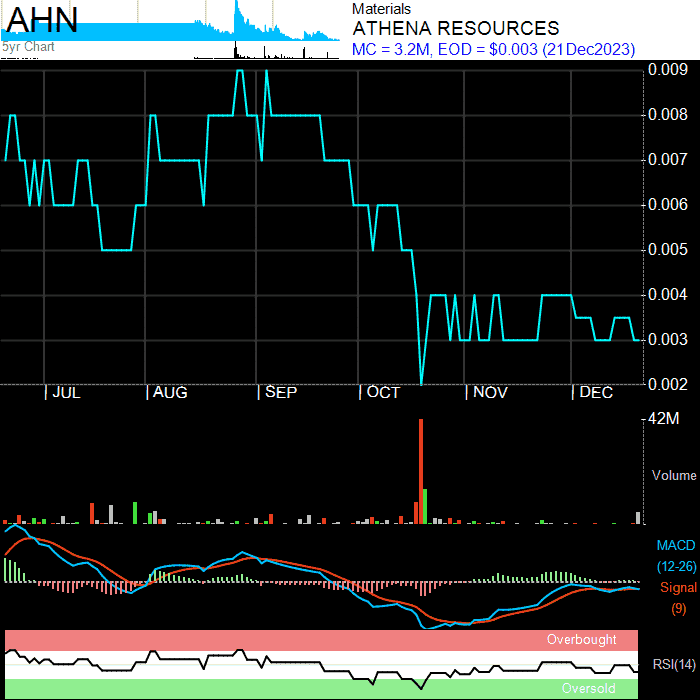 AHN
5yr Chart
Materials
ATHENA RESOURCES
MC = 3.2M, EOD = $0.003 (21Dec2023)
0.009
0.008
0.007
0.006
0.005
0.004
0.003
0.002
JUL AUG SEP OCT NOV DEC
42M
Volume
MACD
(12-26)
Signal
(9)
Overbought
RSI(14)
Oversold